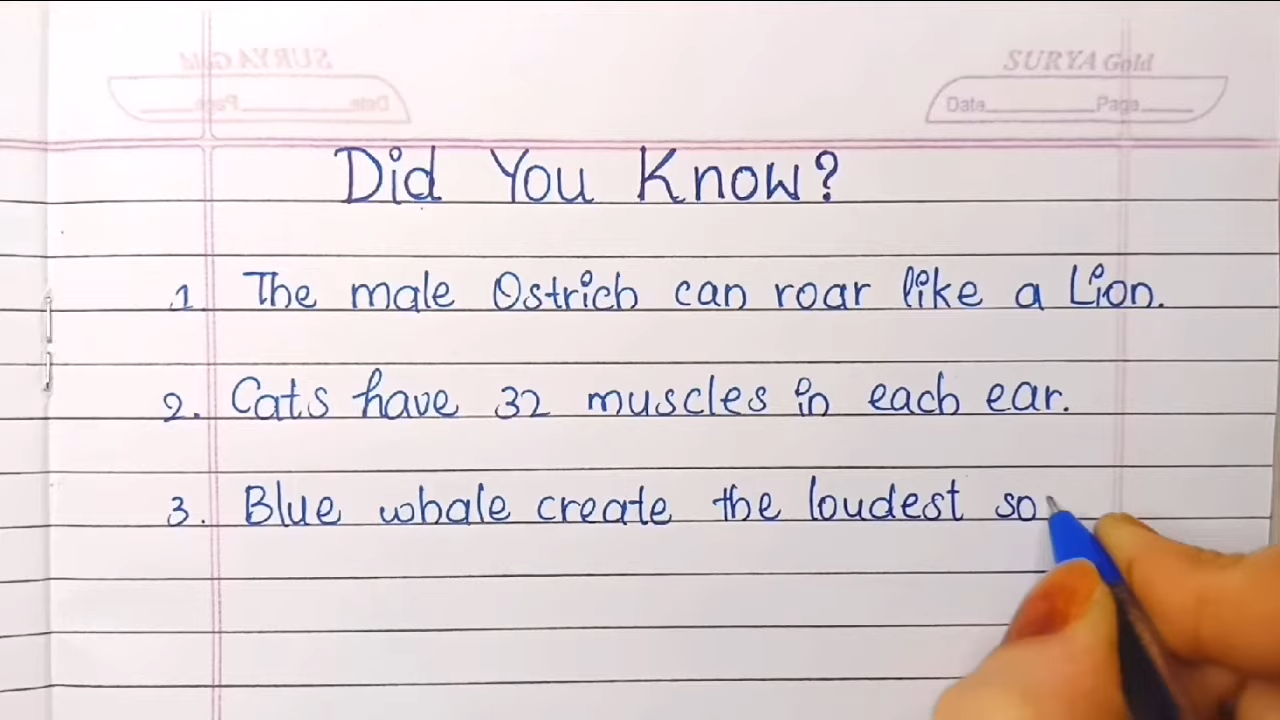 SURYA Gold
Date Page
Did You Know?
1. The male Ostrich can roar like a Lion.
2. Cats have 32 muscles in each ear.
3. Blue whale create the loudest so